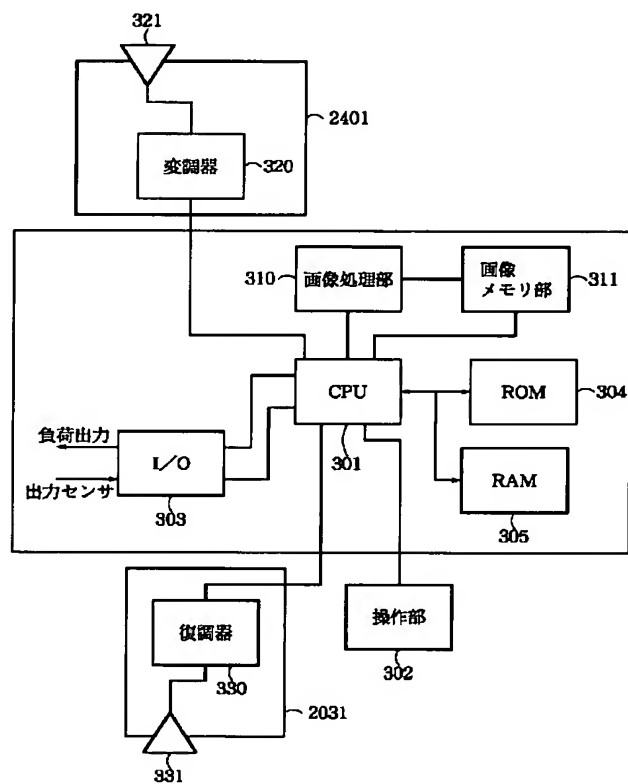 321
2401
変調器
320
310
画像処理部
画像
メモリ部
311
CPU
301
ROM
304
RAM
305
負荷出力
I/O
出力センサ
303
復調器
330
2031
331
操作部
302